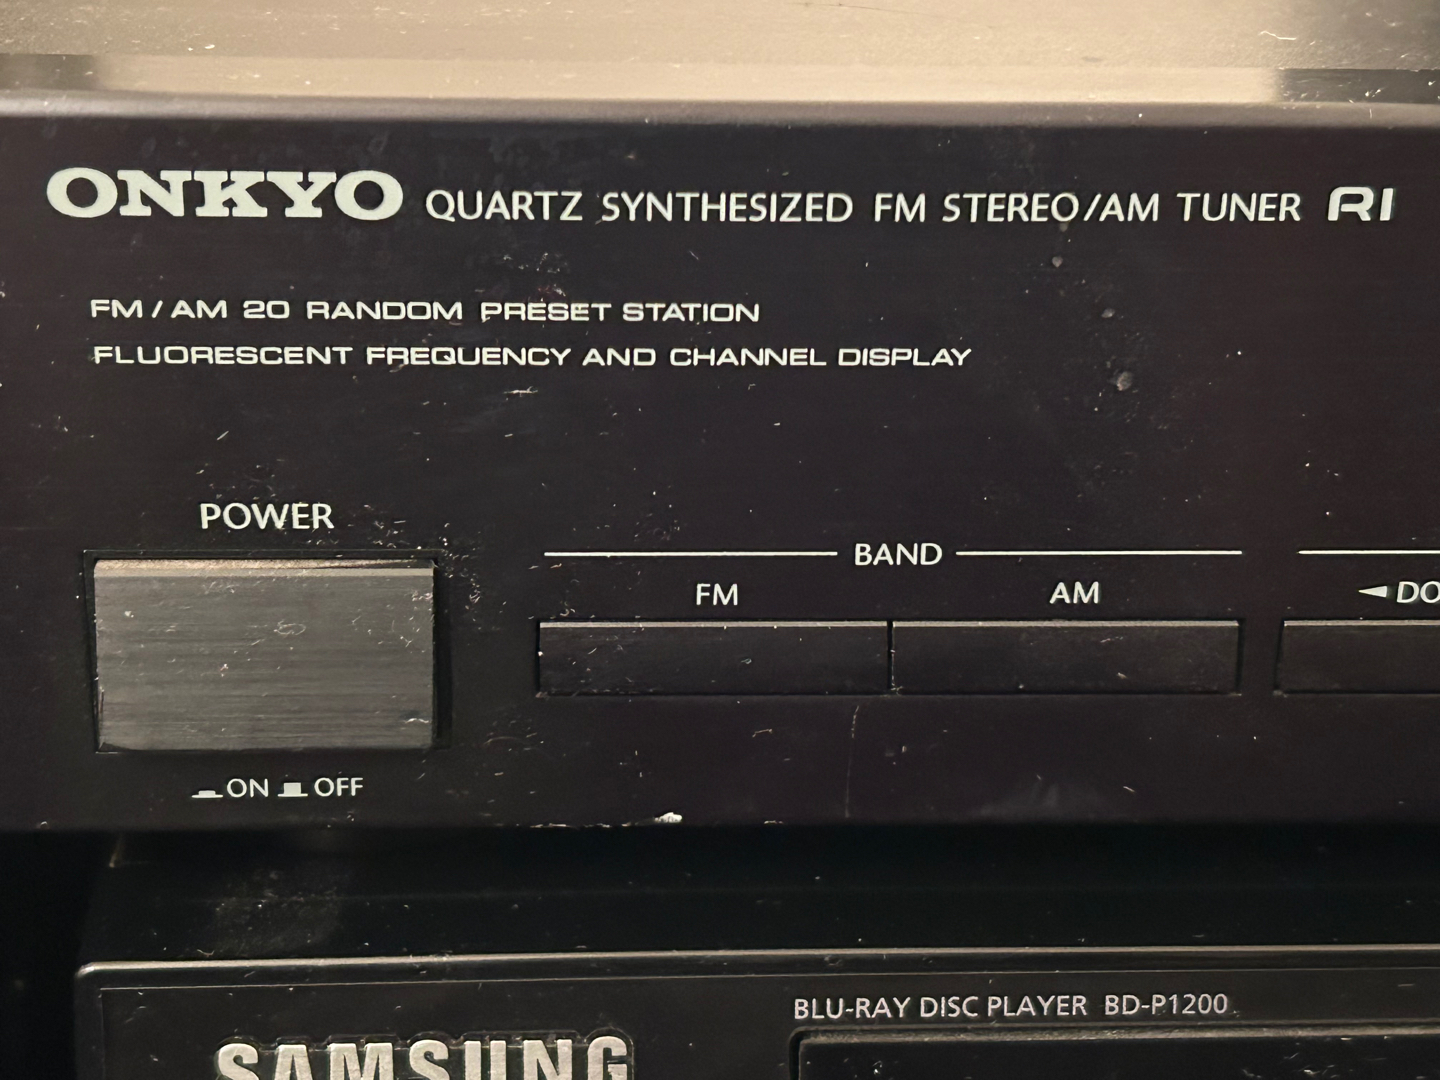 ONKYO QUARTZ SYNTHESIZED FM STEREO/AM TUNER RI
FM/AM 20 RANDOM PRESET STATION
FLUORESCENT FREQUENCY AND CHANNEL DISPLAY
POWER
BAND
FM AM DO
ON OFF
BLU-RAY DISC PLAYER BD-P1200
SAMSUNG